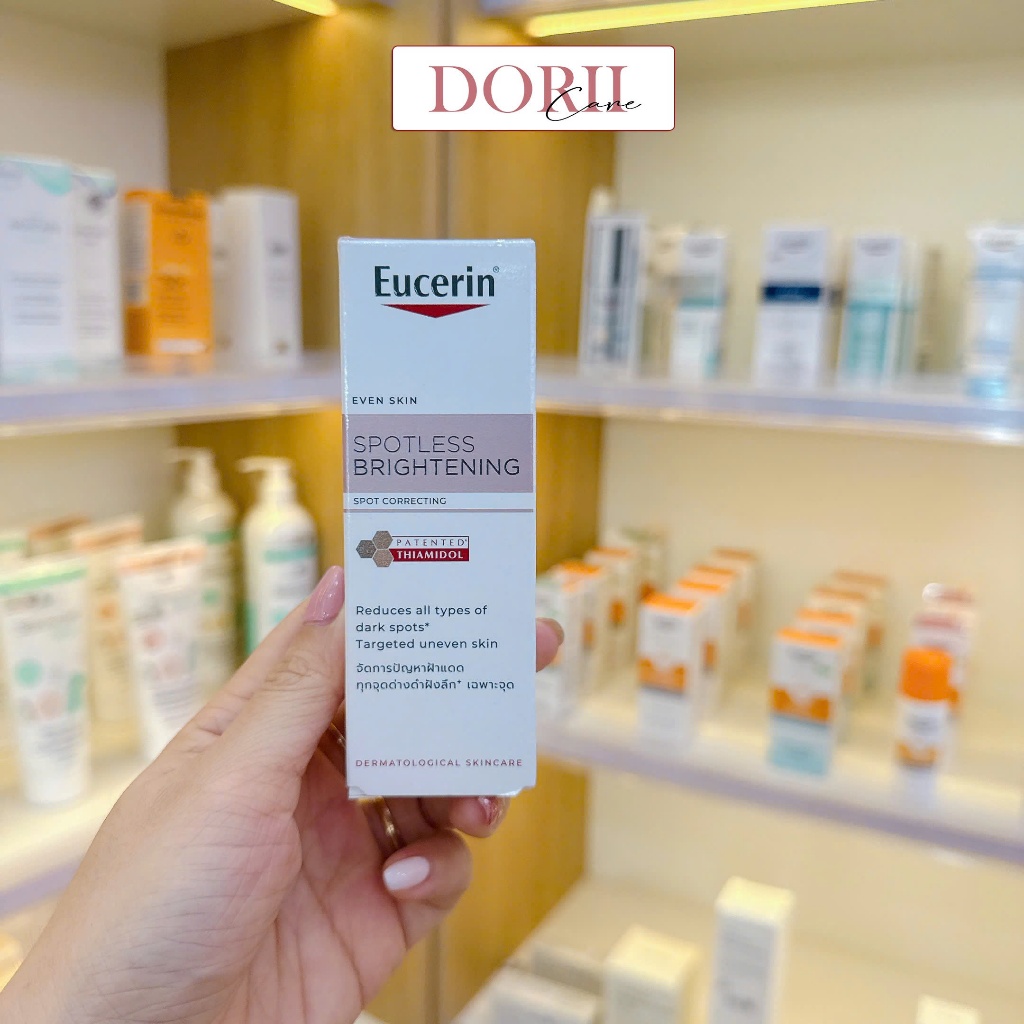 DORII
Care
Eucerin®
EVEN SKIN
SPOTLESS
BRIGHTENING
SPOT CORRECTING
PATENTED*
THIAMIDOL
Reduces all types of
dark spots*
Targeted uneven skin
จัดการปัญหาฝ้าแดด
ทุกจุดด่างดำฝังลึก* เฉพาะจุด
DERMATOLOGICAL SKINCARE